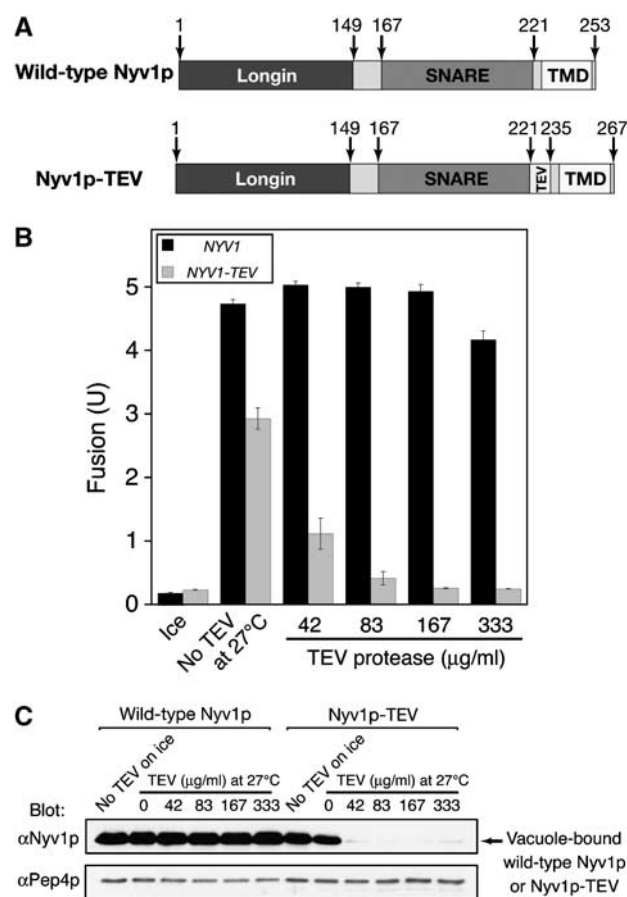 A
1 149 167 221 253
Wild-type Nyv1p Longin SNARE TMD
1 149 167 221 235 267
Nyv1p-TEV Longin SNARE TEV TMD
B
NYV1
NYV1-TEV
Fusion (U)
5
4
3
2
1
0
Ice
No TEV
at 27°C
42 83 167 333
TEV protease (μg/ml)
C
Wild-type Nyv1p Nyv1p-TEV
No TEV on ice No TEV on ice
TEV (μg/ml) at 27°C TEV (μg/ml) at 27°C
Blot: 0 42 83 167 333 0 42 83 167 333
αNyv1p
Vacuole-bound
wild-type Nyv1p
or Nyv1p-TEV
αPep4p